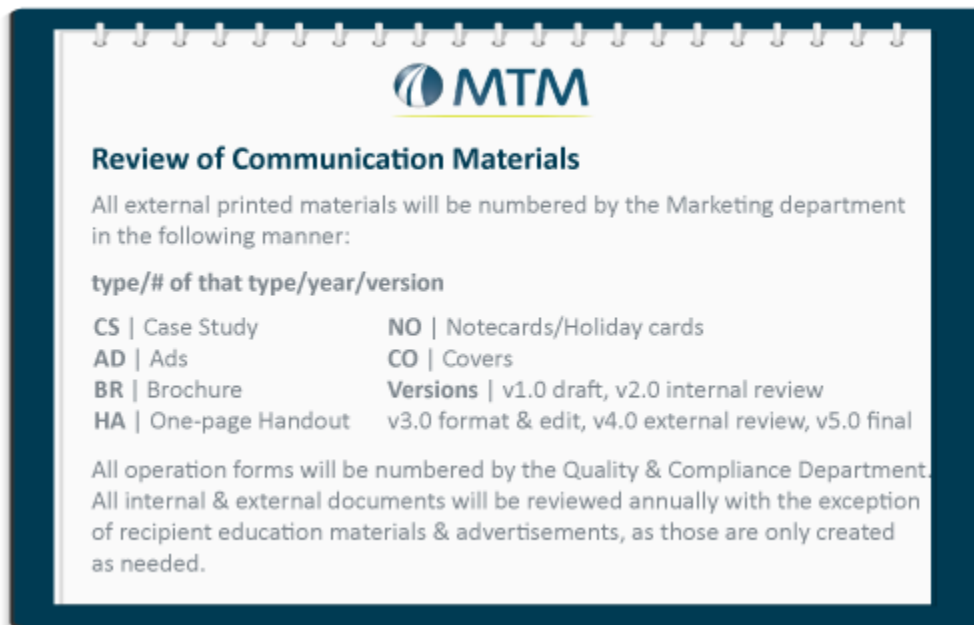 MTM
Review of Communication Materials
All external printed materials will be numbered by the Marketing department
in the following manner:
type/# of that type/year/version
CS | Case Study
AD | Ads
BR | Brochure
HA | One-page Handout
NO | Notecards/Holiday cards
CO | Covers
Versions | v1.0 draft, v2.0 internal review
v3.0 format & edit, v4.0 external review, v5.0 final
All operation forms will be numbered by the Quality & Compliance Department.
All internal & external documents will be reviewed annually with the exception
of recipient education materials & advertisements, as those are only created
as needed.